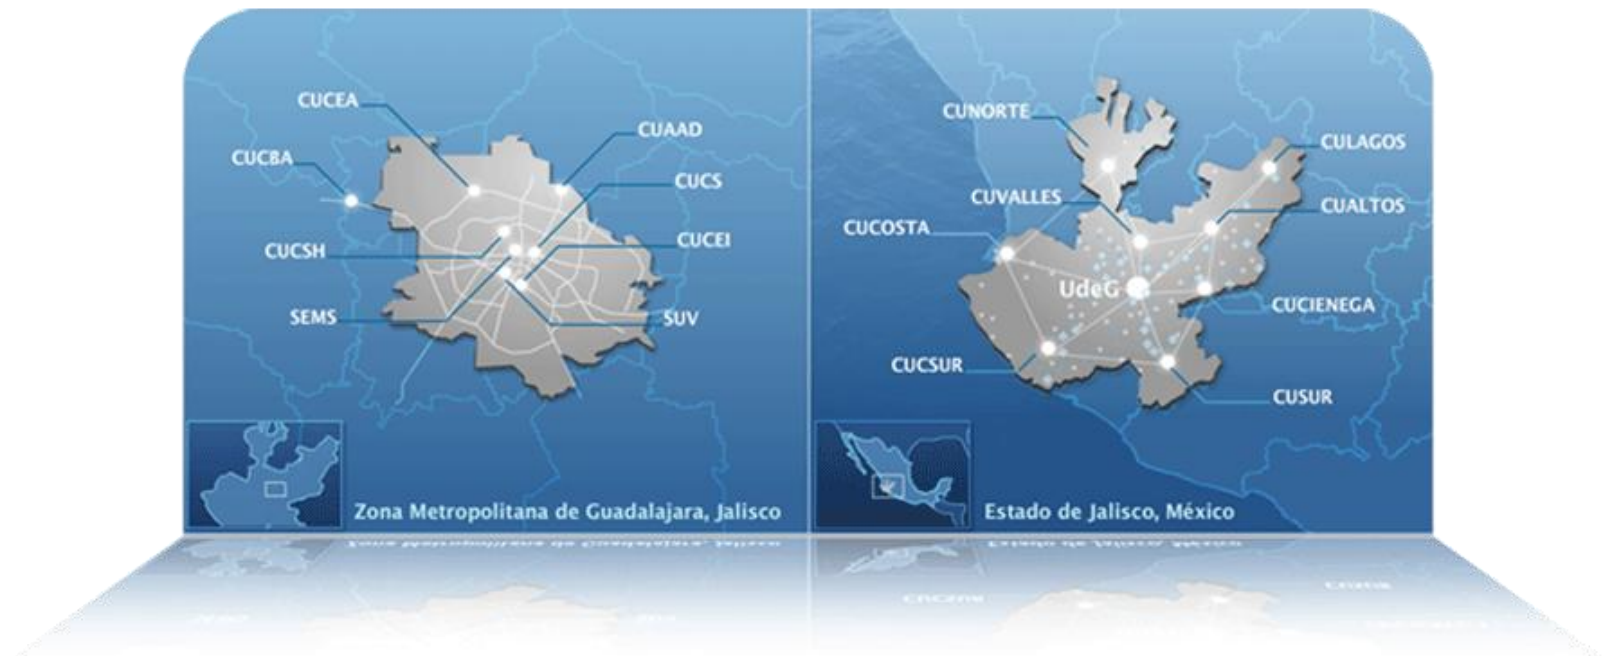 CUCEA
CUAAD
CUCBA
CUCS
CUCSH
CUCEI
SEMS
SUV
Zona Metropolitana de Guadalajara, Jalisco
CUNORTE
CULAGOS
CUVALLES
CUALTOS
CUCOSTA
UdeG
CUCIENEGA
CUCSUR
CUSUR
Estado de Jalisco, México